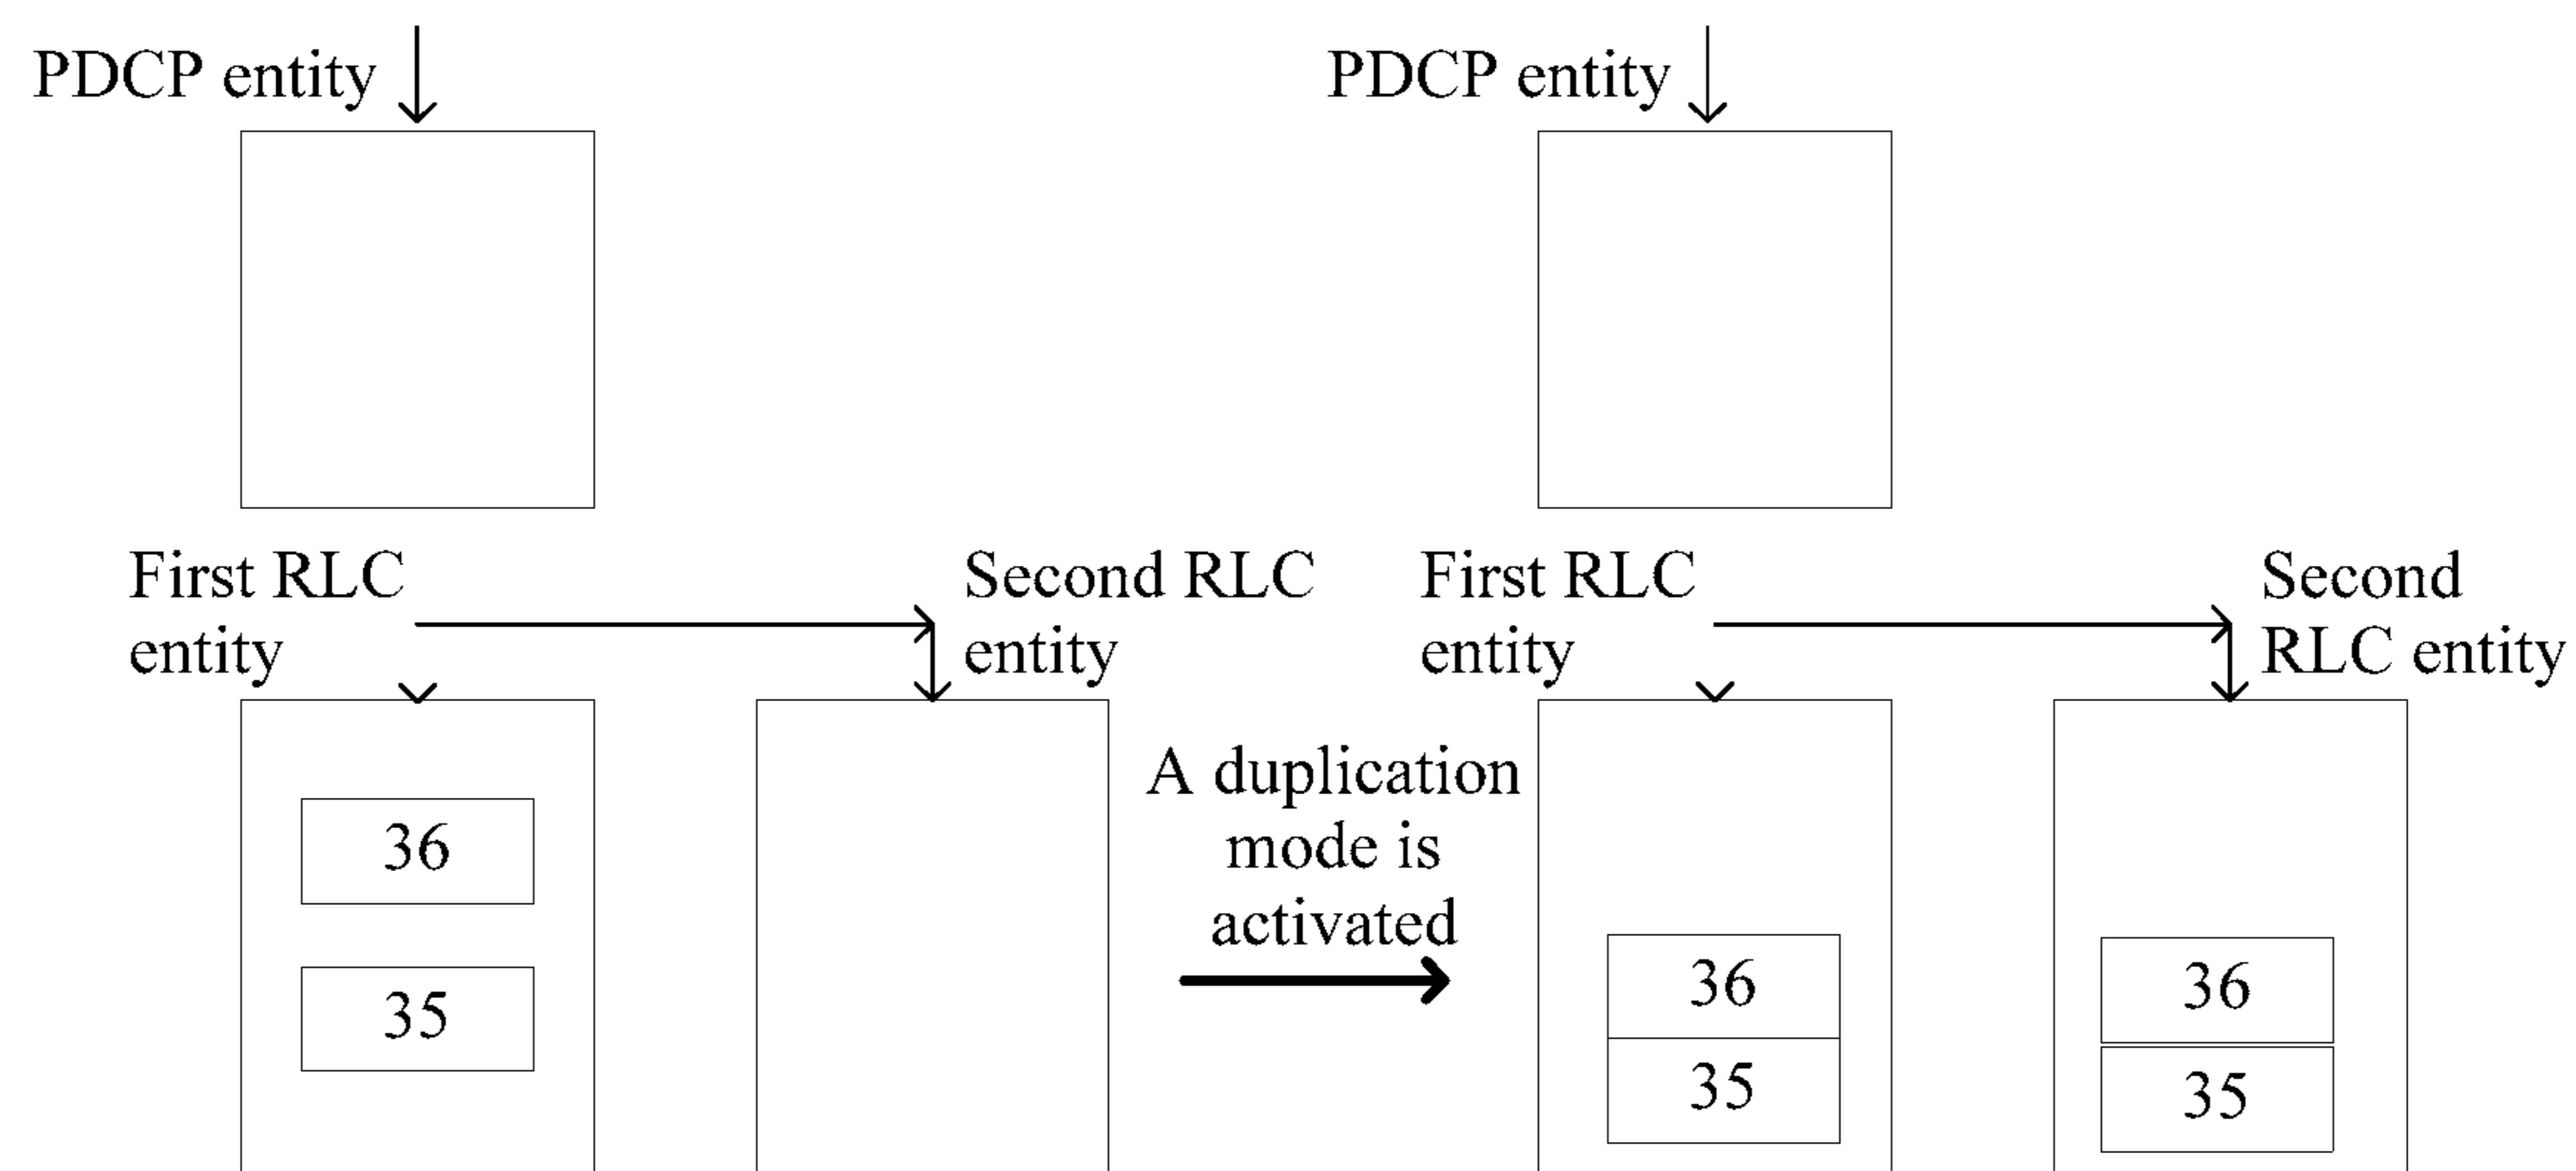 PDCP entity
PDCP entity
First RLC
entity
Second RLC
entity
First RLC
entity
Second
RLC entity
A duplication
mode is
activated
36
35
36
35
36
35